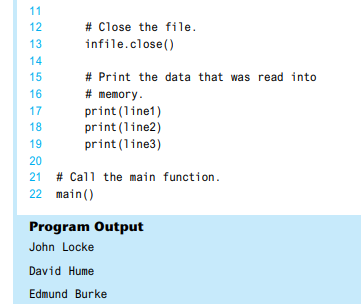 11
12 # Close the file.
13 infile.close()
14
15 # Print the data that was read into
16 # memory.
17 print(line1)
18 print(line2)
19 print(line3)
20
21 # Call the main function.
22 main()
Program Output
John Locke
David Hume
Edmund Burke